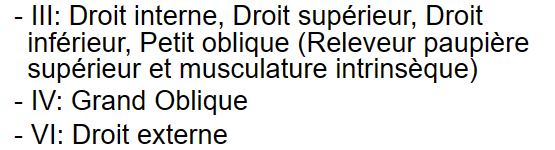 - III: Droit interne, Droit supérieur, Droit
inférieur, Petit oblique (Releveur paupière
supérieur et musculature intrinsèque)
- IV: Grand Oblique
- VI: Droit externe